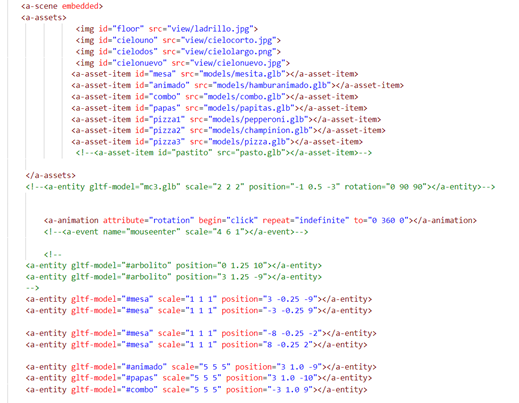 <a-scene embedded>
<a-assets>
<img id="floor" src="view/ladrillo.jpg">
<img id="cielouno" src="view/cielocorto.jpg">
<img id="cielodos" src="view/cielolargo.png">
<img id="cielonuevo" src="view/cielonuevo.jpg">
<a-asset-item id="mesa" src="models/mesita.glb"></a-asset-item>
<a-asset-item id="animado" src="models/hamburanimado.glb"></a-asset-item>
<a-asset-item id="combo" src="models/combo.glb"></a-asset-item>
<a-asset-item id="papas" src="models/papitas.glb"></a-asset-item>
<a-asset-item id="pizza1" src="models/pepperoni.glb"></a-asset-item>
<a-asset-item id="pizza2" src="models/champinion.glb"></a-asset-item>
<a-asset-item id="pizza3" src="models/pizza.glb"></a-asset-item>
<!--<a-asset-item id="pastito" src="pasto.glb"></a-asset-item>-->
</a-assets>
<!--<a-entity gltf-model="mc3.glb" scale="2 2 2" position="-1 0.5 -3" rotation="0 90 90"></a-entity>-->
<a-animation attribute="rotation" begin="click" repeat="indefinite" to="0 360 0"></a-animation>
<!--<a-event name="mouseenter" scale="4 6 1"></a-event>-->
<!--
<a-entity gltf-model="#arbolito" position="0 1.25 10"></a-entity>
<a-entity gltf-model="#arbolito" position="3 1.25 -9"></a-entity>
-->
<a-entity gltf-model="#mesa" scale="1 1 1" position="3 -0.25 -9"></a-entity>
<a-entity gltf-model="#mesa" scale="1 1 1" position="-3 -0.25 9"></a-entity>
<a-entity gltf-model="#mesa" scale="1 1 1" position="-8 -0.25 -2"></a-entity>
<a-entity gltf-model="#mesa" scale="1 1 1" position="8 -0.25 2"></a-entity>
<a-entity gltf-model="#animado" scale="5 5 5" position="3 1.0 -9"></a-entity>
<a-entity gltf-model="#papas" scale="5 5 5" position="3 1.0 -10"></a-entity>
<a-entity gltf-model="#combo" scale="5 5 5" position="-3 1.0 9"></a-entity>